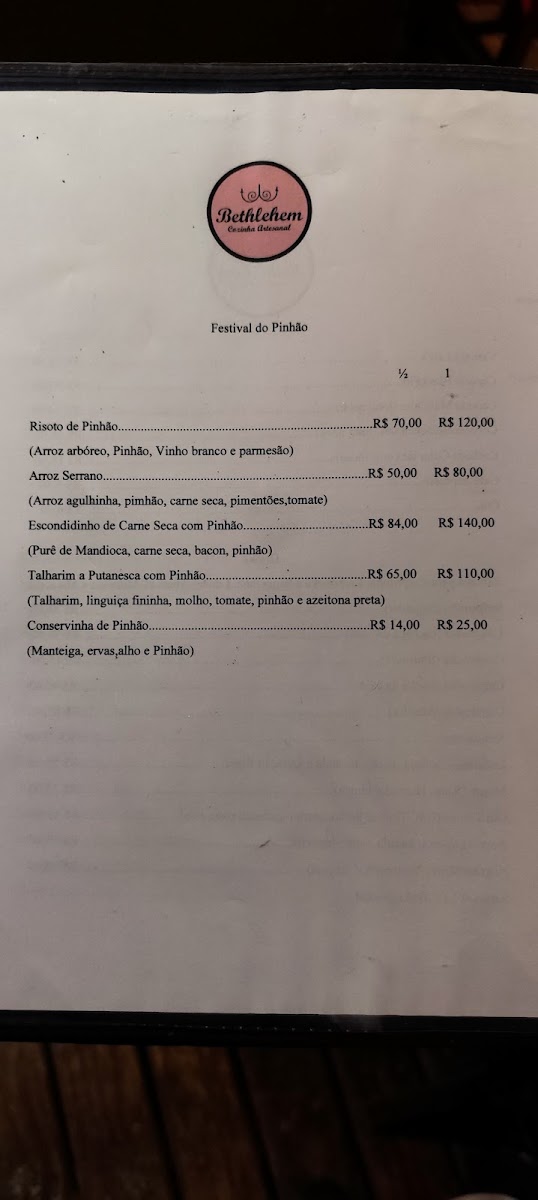 Bethlehem
Cozinha Artesanal
Festival do Pinhão
½ 1
Risoto de Pinhão....................................................................................R$ 70,00 R$ 120,00
(Arroz arbóreo, Pinhão, Vinho branco e parmesão)
Arroz Serrano........................................................................................R$ 50,00 R$ 80,00
(Arroz agulhinha, pimhão, carne seca, pimentões,tomate)
Escondidinho de Carne Seca com Pinhão.........................................R$ 84,00 R$ 140,00
(Purê de Mandioca, carne seca, bacon, pinhão)
Talharim a Putanesca com Pinhão.....................................................R$ 65,00 R$ 110,00
(Talharim, linguiça fininha, molho, tomate, pinhão e azeitona preta)
Conservinha de Pinhão.........................................................................R$ 14,00 R$ 25,00
(Manteiga, ervas,alho e Pinhão)